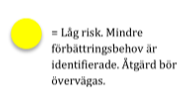 = Låg risk. Mindre
förbättringsbehov är
identifierade. Åtgärd bör
övervägas.